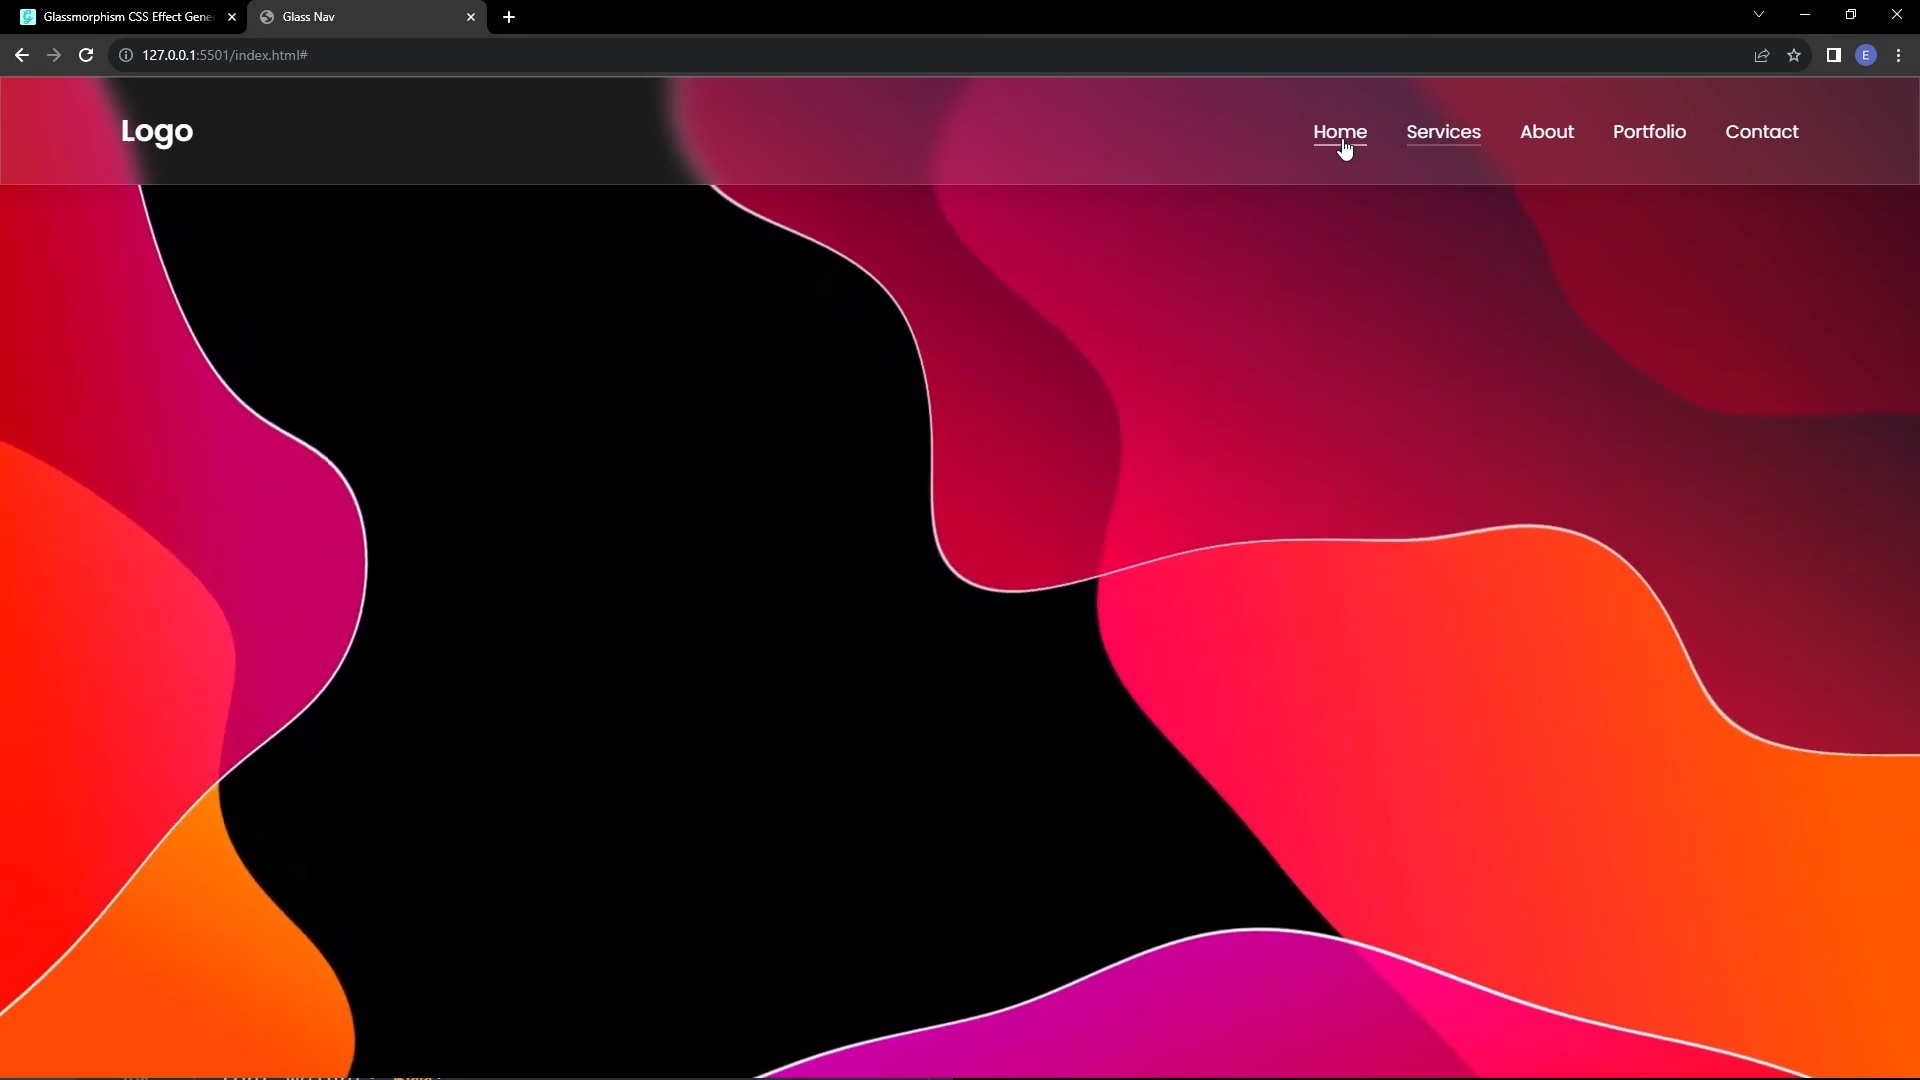 Glassmorphism CSS Effect Gene
Glass Nav
127.0.0.1:5501/index.html#
E
Logo
Home
Services
About
Portfolio
Contact